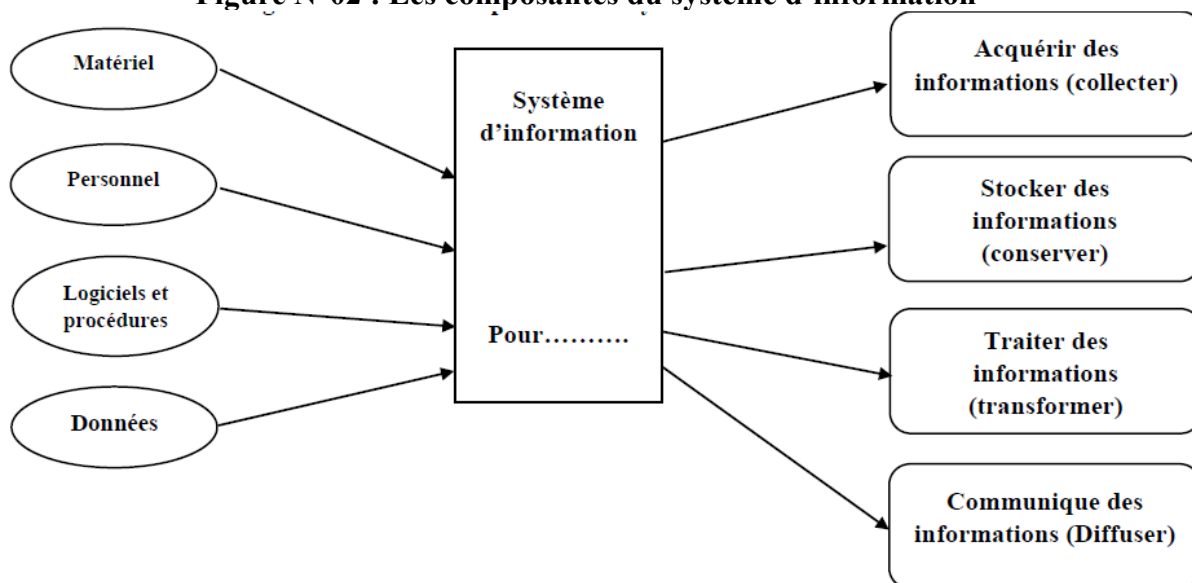 Figure N°02 : Les composantes du système d'information
Matériel
Personnel
Logiciels et
procédures
Données
Système
d'information
Pour..........
Acquérir des
informations (collecter)
Stocker des
informations
(conserver)
Traiter des
informations
(transformer)
Communique des
informations (Diffuser)